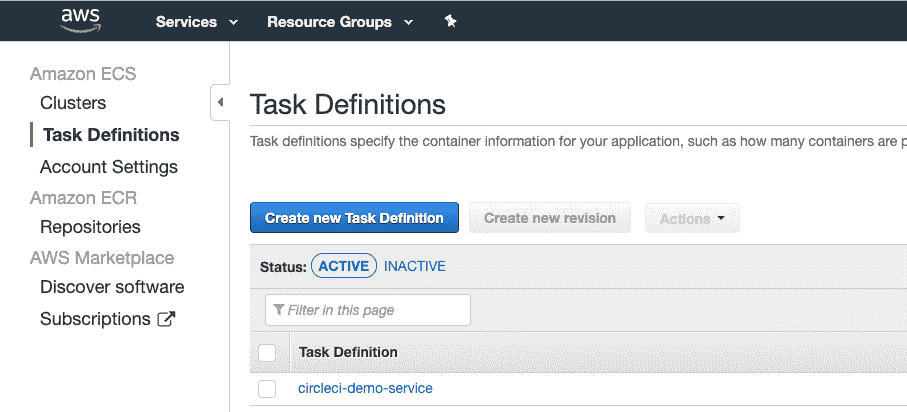 aws Services Resource Groups
Amazon ECS
Clusters
Task Definitions
Account Settings
Amazon ECR
Repositories
AWS Marketplace
Discover software
Subscriptions
Task Definitions
Task definitions specify the container information for your application, such as how many containers are
Create new Task Definition Create new revision Actions
Status: ACTIVE INACTIVE
Filter in this page
Task Definition
circleci-demo-service